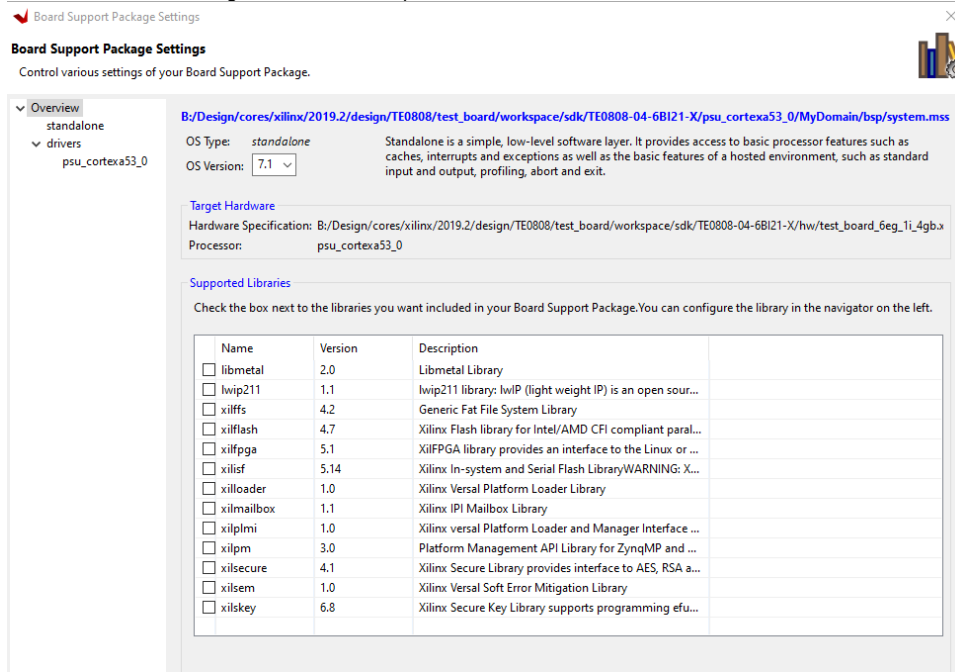 Board Support Package Settings
Board Support Package Settings
Control various settings of your Board Support Package.
Overview
standalone
drivers
psu_cortexa53_0
B:/Design/cores/xilinx/2019.2/design/TE0808/test_board/workspace/sdk/TE0808-04-6BI21-X/psu_cortexa53_0/MyDomain/bsp/system.mss
OS Type: standalone
Standalone is a simple, low-level software layer. It provides access to basic processor features such as
caches, interrupts and exceptions as well as the basic features of a hosted environment, such as standard
input and output, profiling, abort and exit.
OS Version: 7.1
Target Hardware
Hardware Specification: B:/Design/cores/xilinx/2019.2/design/TE0808/test_board/workspace/sdk/TE0808-04-6BI21-X/hw/test_board_6eg_1i_4gb.x
Processor: psu_cortexa53_0
Supported Libraries
Check the box next to the libraries you want included in your Board Support Package.You can configure the library in the navigator on the left.
Name Version Description
libmetal 2.0 Libmetal Library
lwip211 1.1 lwip211 library: lwIP (light weight IP) is an open sour...
xilffs 4.2 Generic Fat File System Library
xilflash 4.7 Xilinx Flash library for Intel/AMD CFI compliant paral...
xilfpga 5.1 XilFPGA library provides an interface to the Linux or ...
xilisf 5.14 Xilinx In-system and Serial Flash LibraryWARNING: X...
xilloader 1.0 Xilinx Versal Platform Loader Library
xilmailbox 1.1 Xilinx IPI Mailbox Library
xilplmi 1.0 Xilinx versal Platform Loader and Manager Interface ...
xilpm 3.0 Platform Management API Library for ZynqMP and ...
xilsecure 4.1 Xilinx Secure Library provides interface to AES, RSA a...
xilsem 1.0 Xilinx Versal Soft Error Mitigation Library
xilskey 6.8 Xilinx Secure Key Library supports programming efu...